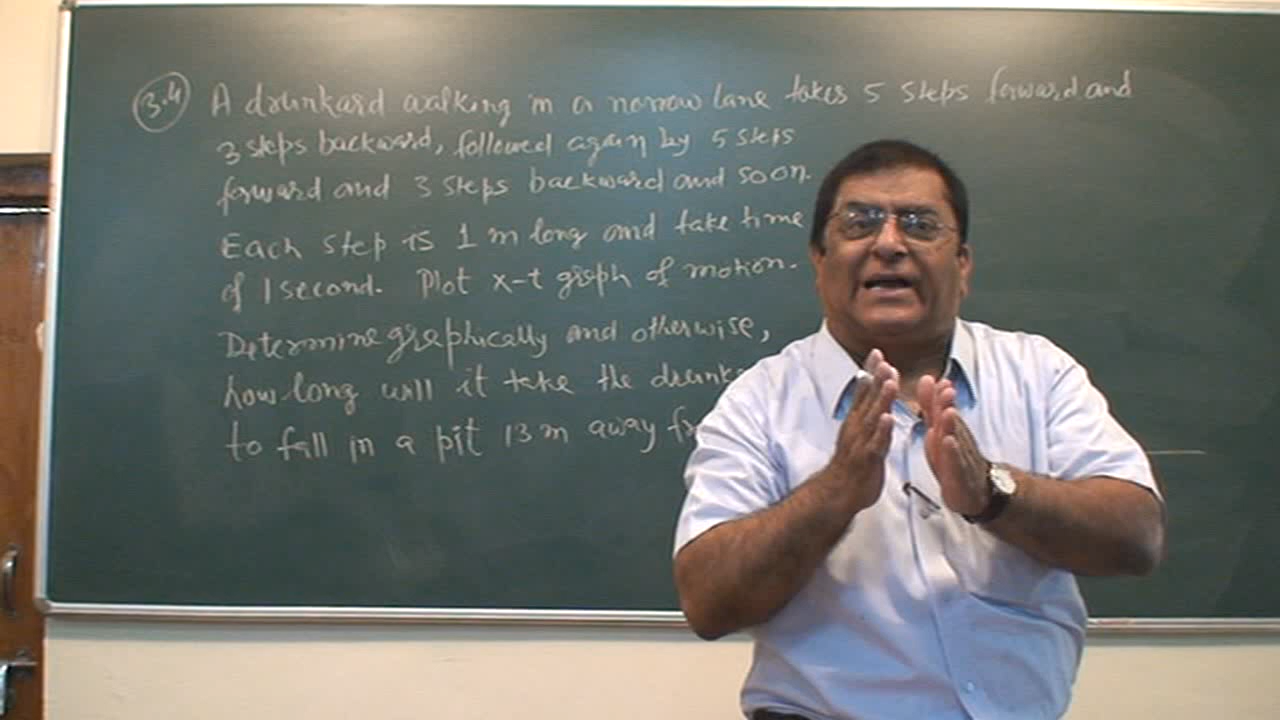 3.4 A drunkard walking in a narrow lane takes 5 steps forward and
3 steps backward, followed again by 5 steps
forward and 3 steps backward and so on.
Each step is 1 m long and take time
of 1 second. Plot x-t graph of motion.
Determine graphically and otherwise,
how long will it take the
to fall in a pit 13 m away